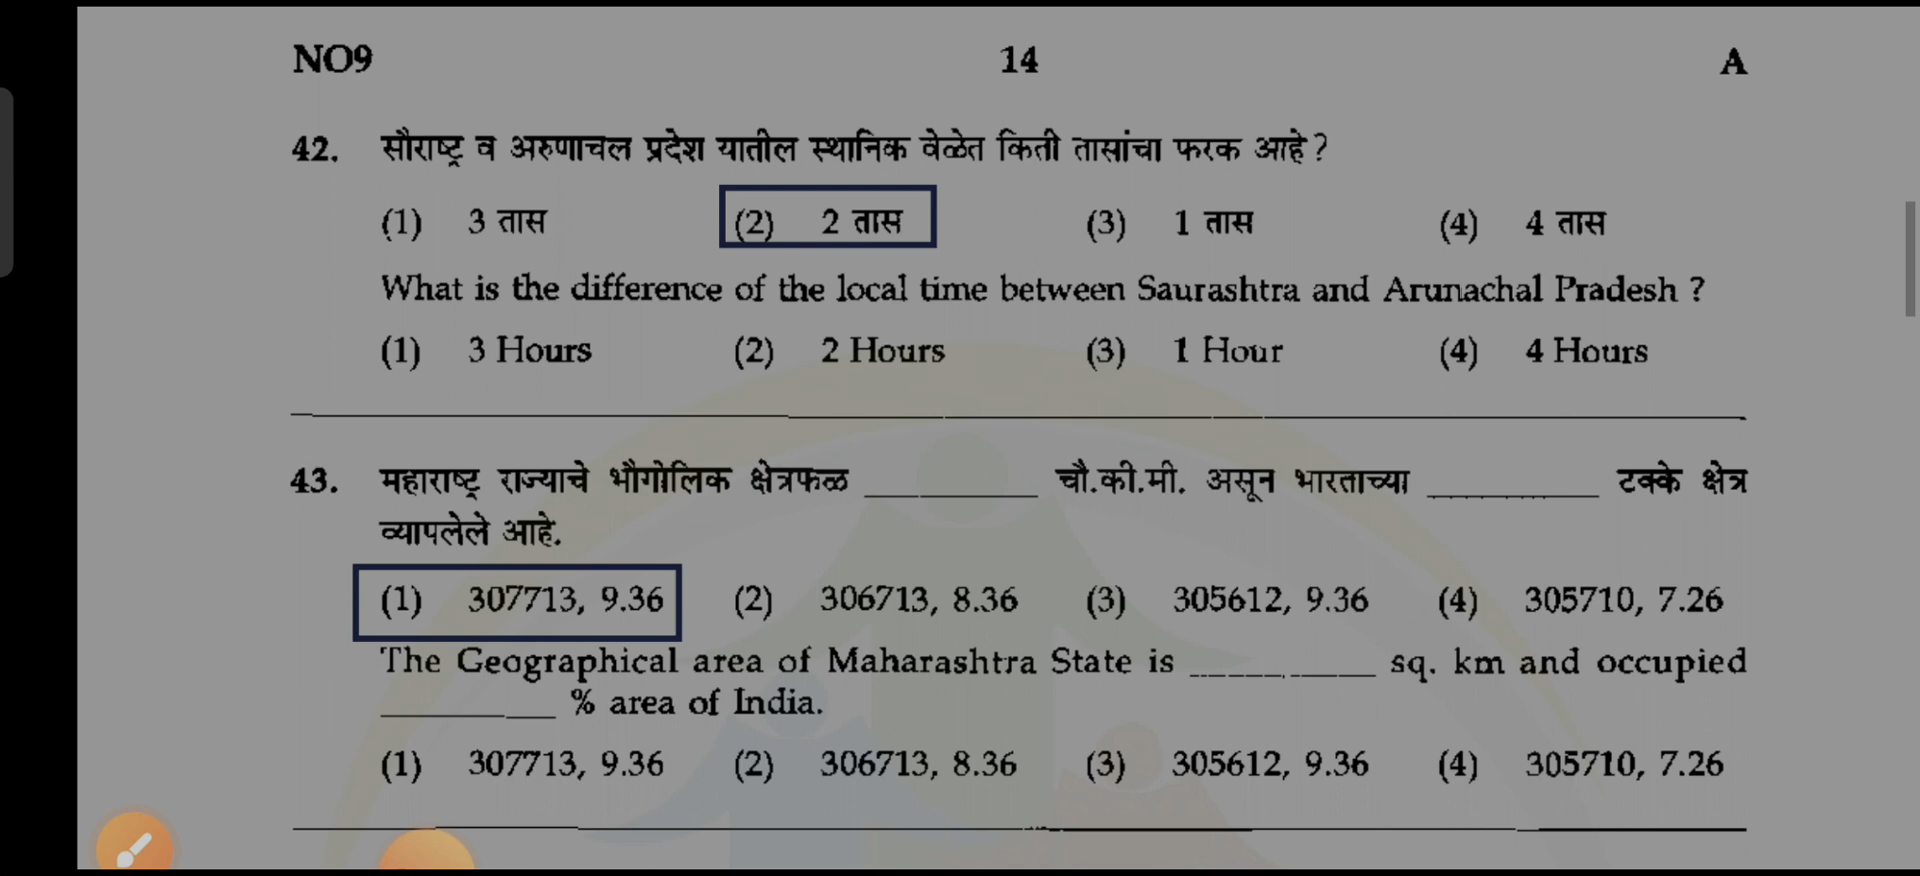 NO9 14 A
42. सौराष्ट्र व अरुणाचल प्रदेश यातील स्थानिक वेळेत किती तासांचा फरक आहे ?
(1) 3 तास (2) 2 तास (3) 1 तास (4) 4 तास
What is the difference of the local time between Saurashtra and Arunachal Pradesh ?
(1) 3 Hours (2) 2 Hours (3) 1 Hour (4) 4 Hours
43. महाराष्ट्र राज्याचे भौगोलिक क्षेत्रफळ __________ चौ.की.मी. असून भारताच्या __________ टक्के क्षेत्र
व्यापलेले आहे.
(1) 307713, 9.36 (2) 306713, 8.36 (3) 305612, 9.36 (4) 305710, 7.26
The Geographical area of Maharashtra State is __________ sq. km and occupied
__________ % area of India.
(1) 307713, 9.36 (2) 306713, 8.36 (3) 305612, 9.36 (4) 305710, 7.26